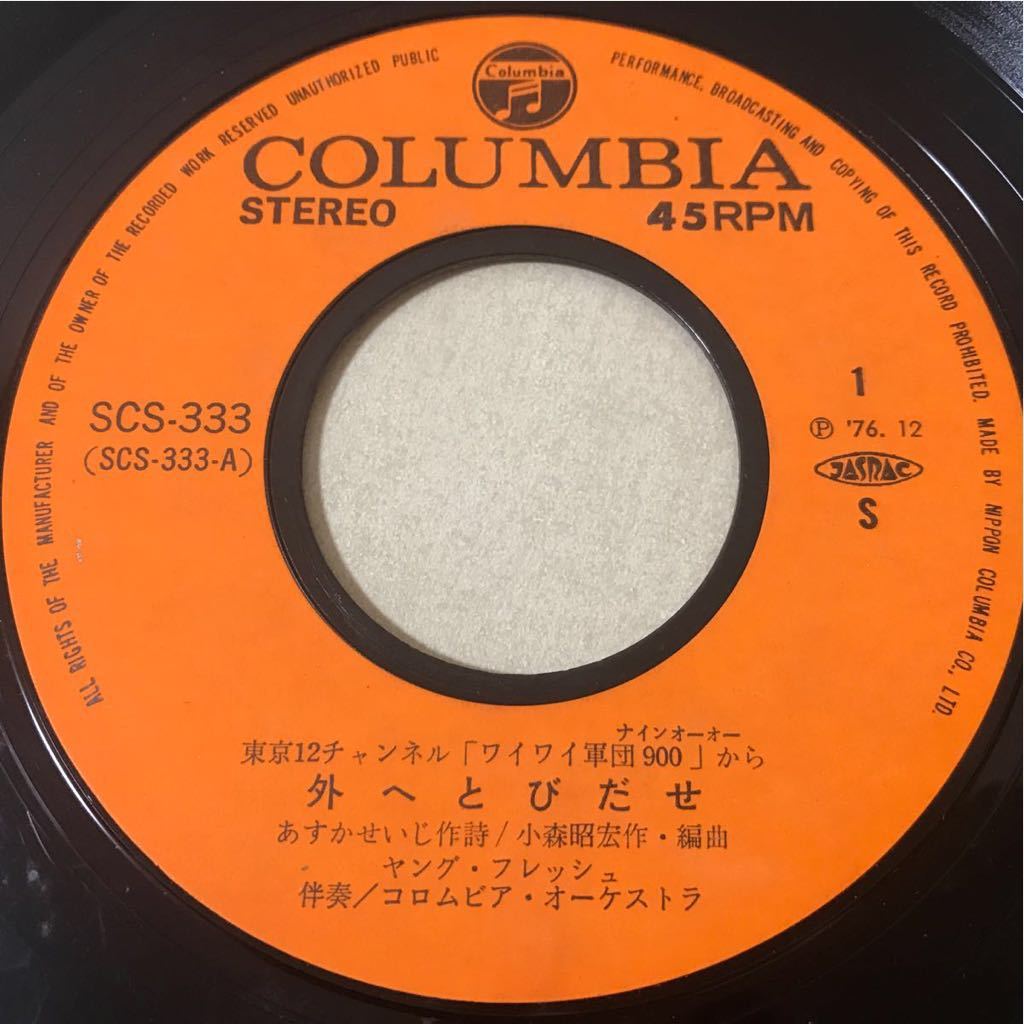 ALL RIGHTS OF THE MANUFACTURER AND OF THE OWNER OF THE RECORDED WORK RESERVED UNAUTHORIZED PUBLIC PERFORMANCE, BROADCASTING AND COPYING OF THIS RECORD PROHIBITED. MADE BY NIPPON COLUMBIA CO., LTD.
Columbia
COLUMBIA
STEREO 45RPM
SCS-333
(SCS-333-A)
1
Ⓟ '76. 12
JASRAC
S
ナインオーオー
東京12チャンネル「ワイワイ軍団900」から
外へとびだせ
あすかせいじ作詩/小森昭宏作・編曲
ヤング・フレッシュ
伴奏/コロムビア・オーケストラ